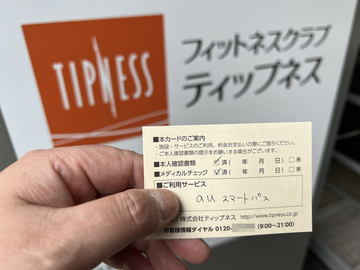 TIPNESS
フィットネスクラブ
ティップネス
■本カードのご案内
・施設・サービスのご利用、料金お支払いの際にご提示ください。
・ご本人確認書類の提示をお願いする場合がございます。
■本人確認書類 ☑済( 年 月 日) □未
■メディカルチェック ☑済( 年 月 日) □未
■ご利用サービス
au スマートパス
株式会社ティップネス http://www.tipness.co.jp
お客様情報ダイヤル 0120- (9:00~21:00)